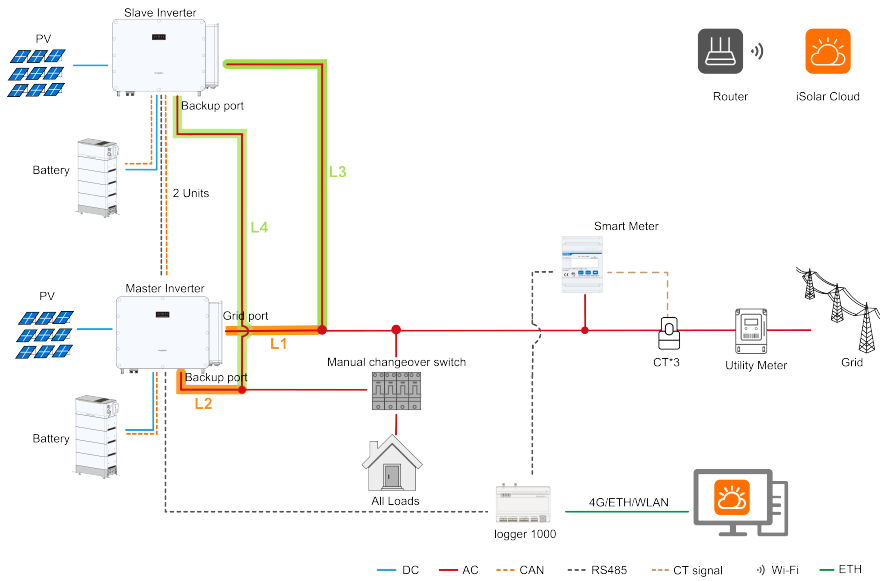 Slave Inverter
PV
Backup port
Router
iSolar Cloud
Battery
L3
2 Units
L4
Smart Meter
Master Inverter
PV
Grid port
L1
CT*3
Utility Meter
Grid
Manual changeover switch
Backup port
L2
Battery
All Loads
4G/ETH/WLAN
logger 1000
DC
AC
CAN
RS485
CT signal
Wi-Fi
ETH